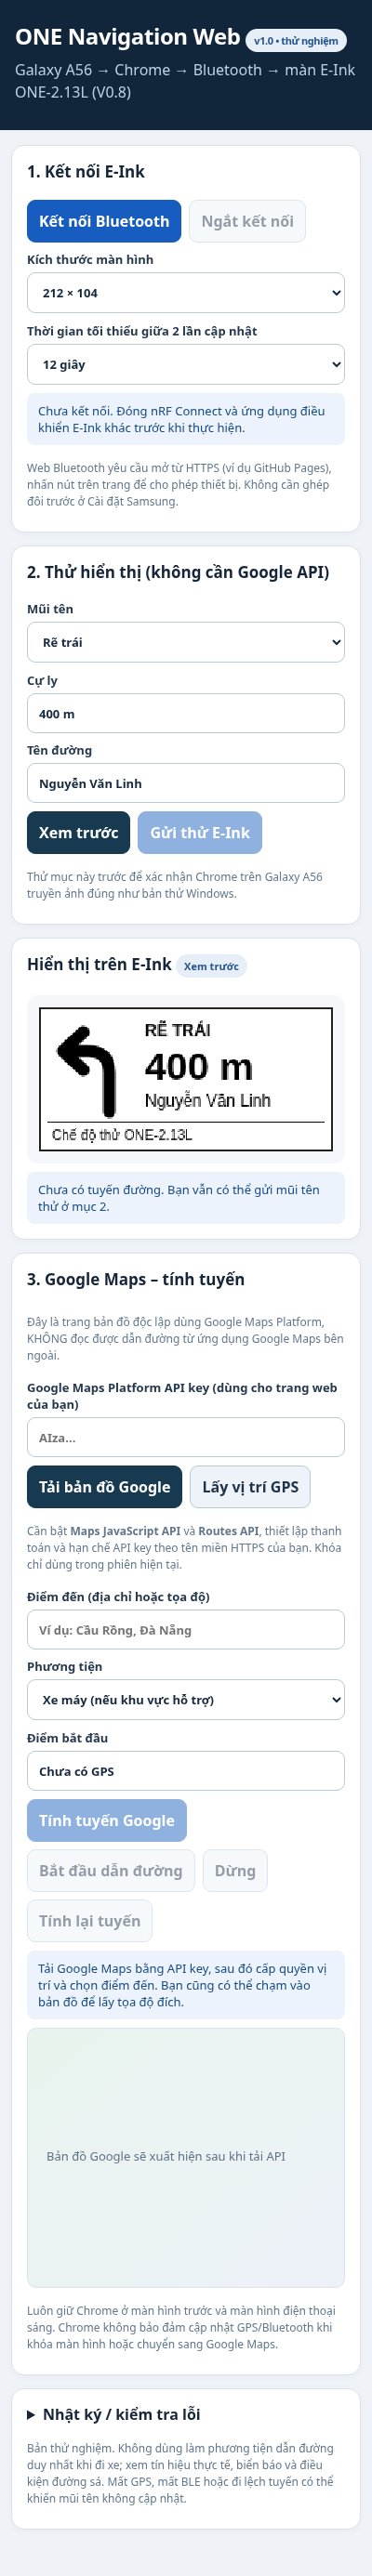 ONE Navigation Web v1.0 • thử nghiệm
Galaxy A56 → Chrome → Bluetooth → màn E-Ink
ONE-2.13L (V0.8)
1. Kết nối E-Ink
Kết nối Bluetooth
Ngắt kết nối
Kích thước màn hình
212 × 104
Thời gian tối thiểu giữa 2 lần cập nhật
12 giây
Chưa kết nối. Đóng nRF Connect và ứng dụng điều
khiển E-Ink khác trước khi thực hiện.
Web Bluetooth yêu cầu mở từ HTTPS (ví dụ GitHub Pages),
nhấn nút trên trang để cho phép thiết bị. Không cần ghép
đôi trước ở Cài đặt Samsung.
2. Thử hiển thị (không cần Google API)
Mũi tên
Rẽ trái
Cự ly
400 m
Tên đường
Nguyễn Văn Linh
Xem trước
Gửi thử E-Ink
Thử mục này trước để xác nhận Chrome trên Galaxy A56
truyền ảnh đúng như bản thử Windows.
Hiển thị trên E-Ink Xem trước
RẼ TRÁI
400 m
Nguyễn Văn Linh
Chế độ thử ONE-2.13L
Chưa có tuyến đường. Bạn vẫn có thể gửi mũi tên
thử ở mục 2.
3. Google Maps – tính tuyến
Đây là trang bản đồ độc lập dùng Google Maps Platform,
KHÔNG đọc được dẫn đường từ ứng dụng Google Maps bên
ngoài.
Google Maps Platform API key (dùng cho trang web
của bạn)
AIza...
Tải bản đồ Google
Lấy vị trí GPS
Cần bật Maps JavaScript API và Routes API, thiết lập thanh
toán và hạn chế API key theo tên miền HTTPS của bạn. Khóa
chỉ dùng trong phiên hiện tại.
Điểm đến (địa chỉ hoặc tọa độ)
Ví dụ: Cầu Rồng, Đà Nẵng
Phương tiện
Xe máy (nếu khu vực hỗ trợ)
Điểm bắt đầu
Chưa có GPS
Tính tuyến Google
Bắt đầu dẫn đường
Dừng
Tính lại tuyến
Tải Google Maps bằng API key, sau đó cấp quyền vị
trí và chọn điểm đến. Bạn cũng có thể chạm vào
bản đồ để lấy tọa độ đích.
Bản đồ Google sẽ xuất hiện sau khi tải API
Luôn giữ Chrome ở màn hình trước và màn hình điện thoại
sáng. Chrome không bảo đảm cập nhật GPS/Bluetooth khi
khóa màn hình hoặc chuyển sang Google Maps.
Nhật ký / kiểm tra lỗi
Bản thử nghiệm. Không dùng làm phương tiện dẫn đường
duy nhất khi đi xe; xem tín hiệu thực tế, biển báo và điều
kiện đường sá. Mất GPS, mất BLE hoặc đi lệch tuyến có thể
khiến mũi tên không cập nhật.